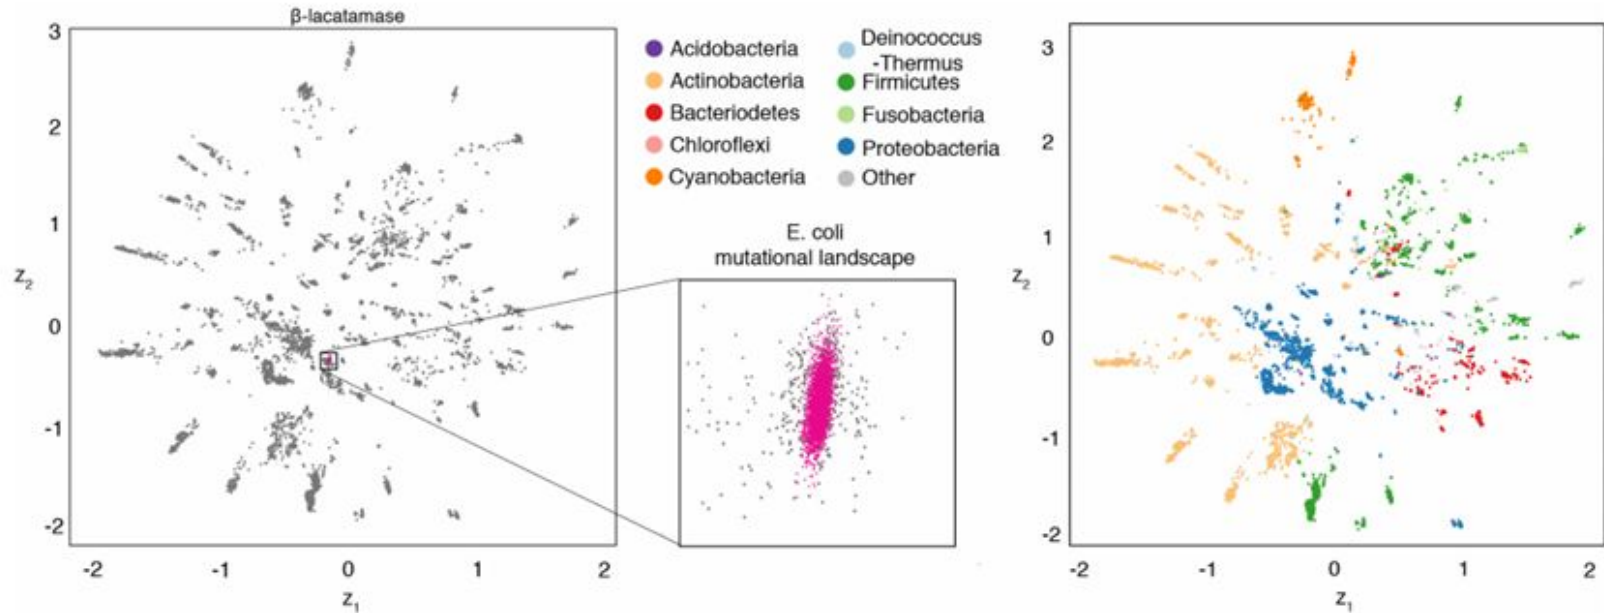 β-lacatamase
3
2
1
0
-1
-2
z2
-2
-1
0
1
2
z1
Acidobacteria
Actinobacteria
Bacteriodetes
Chloroflexi
Cyanobacteria
Deinococcus
-Thermus
Firmicutes
Fusobacteria
Proteobacteria
Other
E. coli
mutational landscape
3
2
1
0
-1
-2
z2
-2
-1
0
1
2
z1